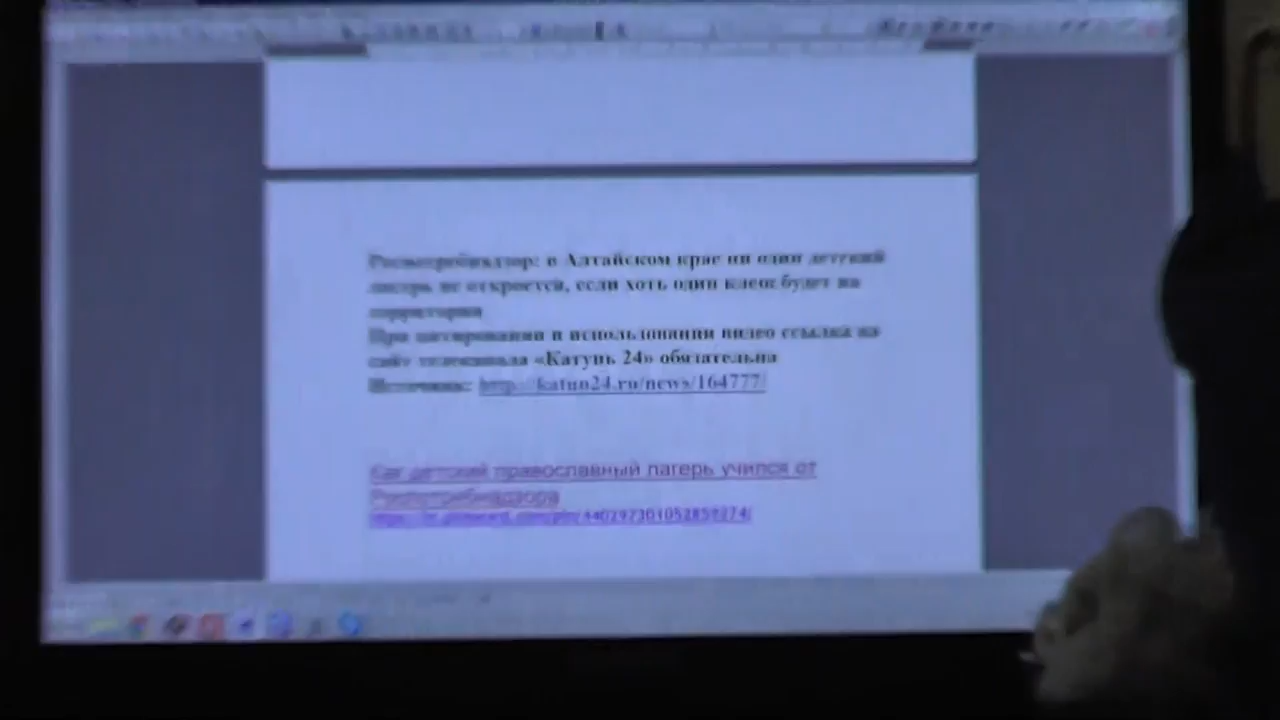 Роспотребнадзор: в Алтайском крае ни один детский
лагерь не откроется, если хоть один клещ будет на
территории
При цитировании и использовании видео ссылка на
сайт телеканала «Катунь 24» обязательна
Источник: http://katun24.ru/news/164777/
Как детский православный лагерь учился от
Роспотребнадзора